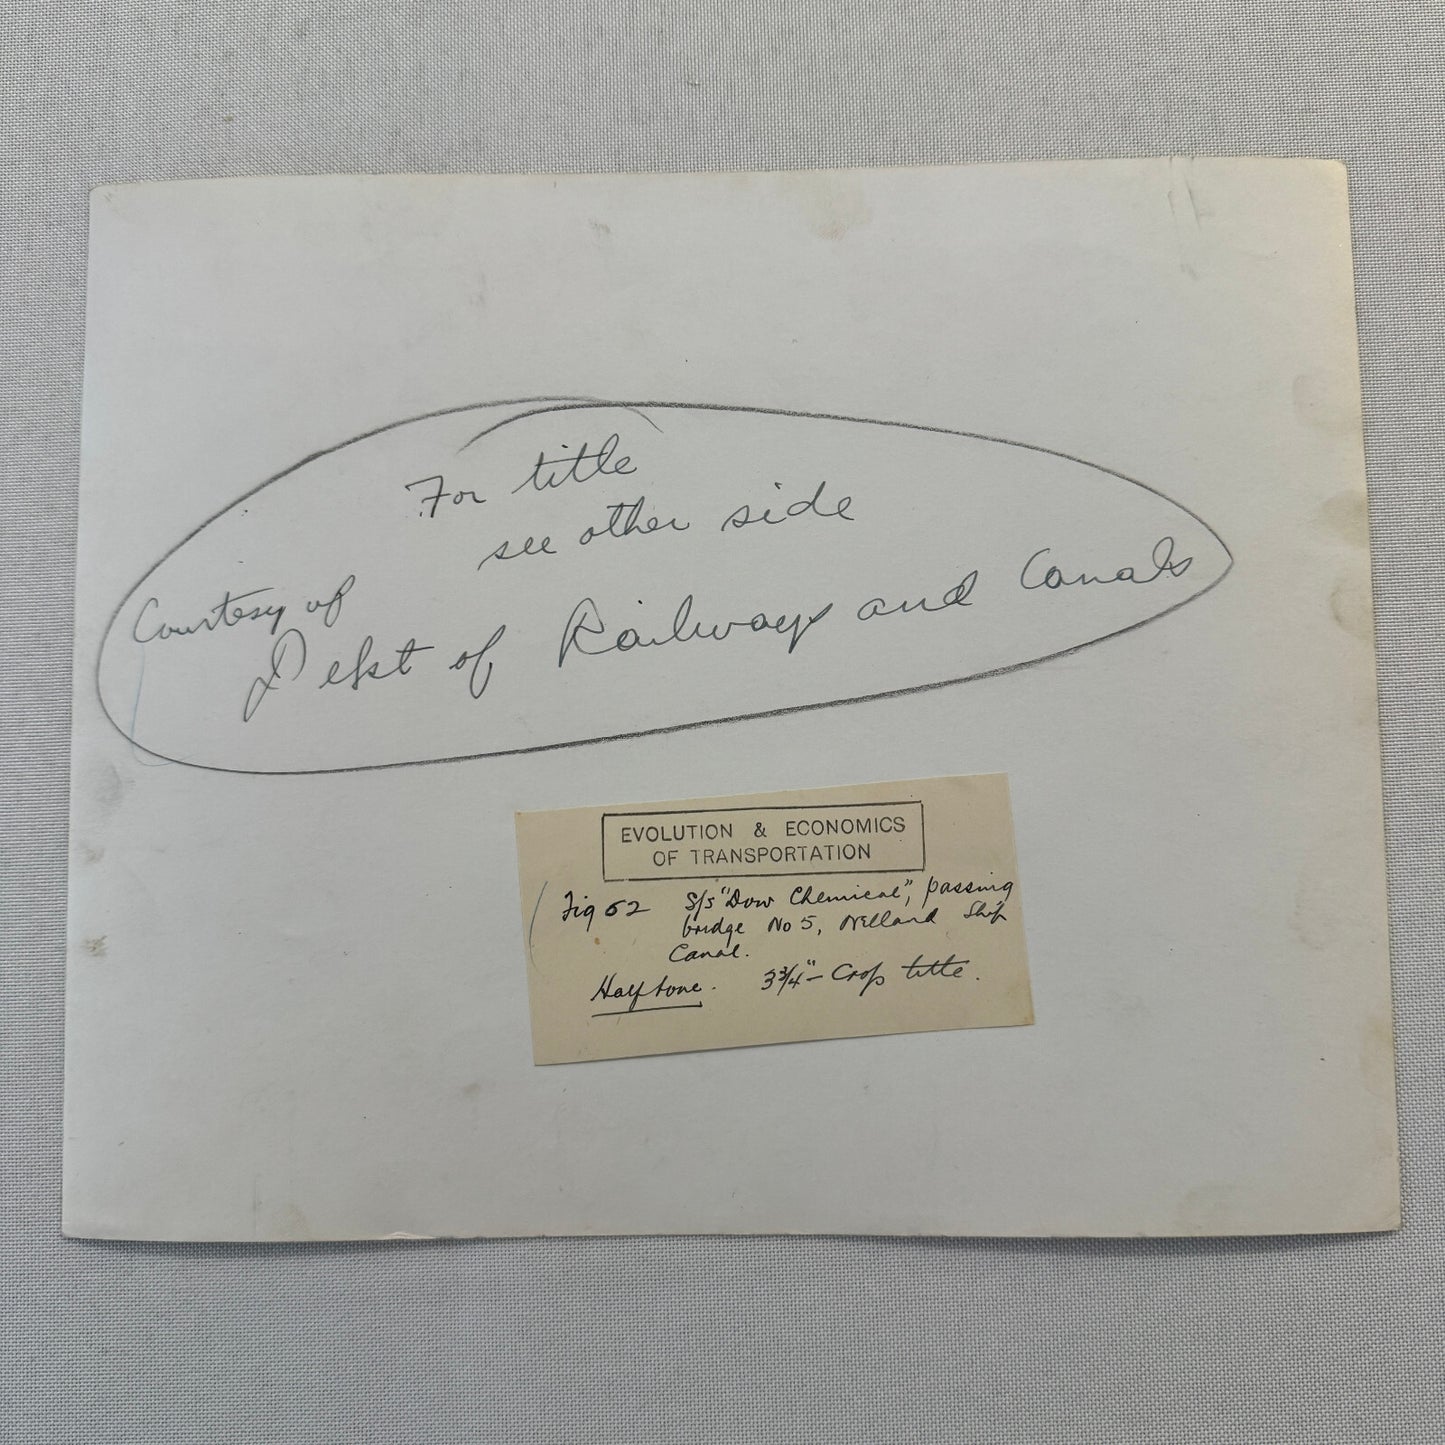 For title
see other side
Courtesy of
Dept of Railways and Canals
EVOLUTION & ECONOMICS
OF TRANSPORTATION
Fig 52 S/s "Dow Chemical", passing
bridge No 5, Welland Ship
Canal.
Halftone. 3¾" - Crop title.